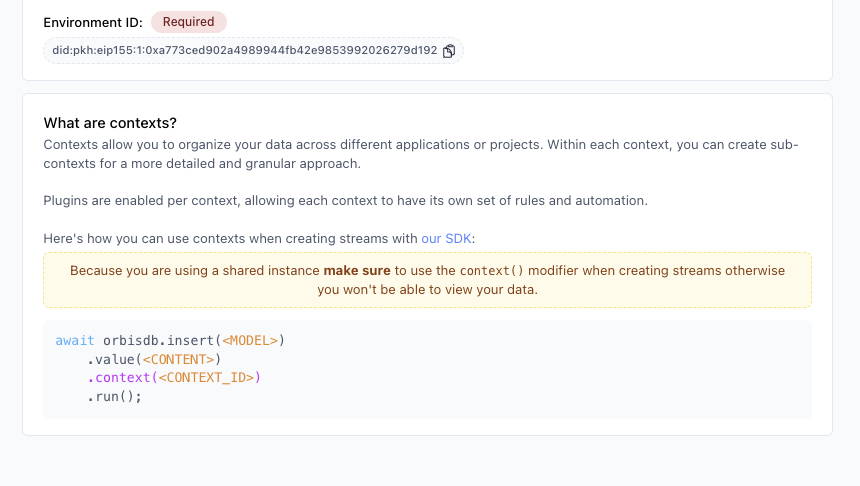 Environment ID: Required
did:pkh:eip155:1:0xa773ced902a4989944fb42e9853992026279d192
What are contexts?
Contexts allow you to organize your data across different applications or projects. Within each context, you can create sub-
contexts for a more detailed and granular approach.
Plugins are enabled per context, allowing each context to have its own set of rules and automation.
Here's how you can use contexts when creating streams with our SDK:
Because you are using a shared instance make sure to use the context() modifier when creating streams otherwise
you won't be able to view your data.
await orbisdb.insert(<MODEL>)
    .value(<CONTENT>)
    .context(<CONTEXT_ID>)
    .run();